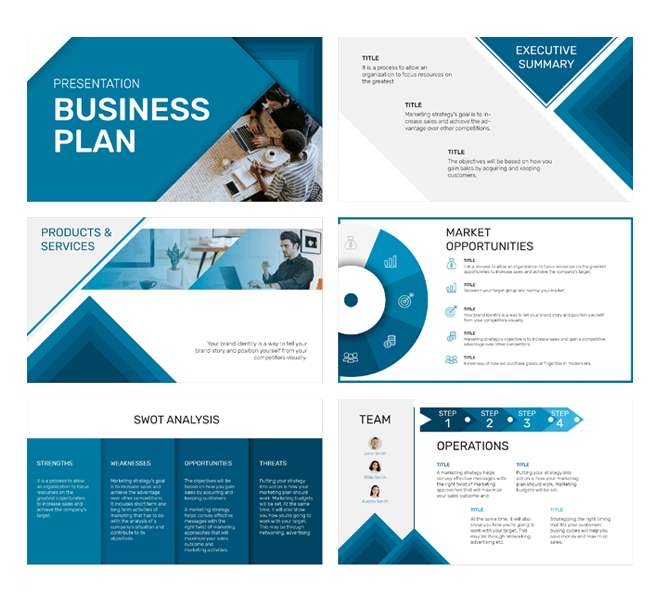 PRESENTATION
BUSINESS
PLAN
EXECUTIVE
SUMMARY
TITLE
It is a process to allow an
organization to focus resources on
the greatest
TITLE
Marketing strategy's goal is to in-
crease sales and achieve the ad-
vantage over other competitions.
TITLE
The objectives will be based on how you
gain sales by acquiring and keeping
customers.
PRODUCTS &
SERVICES
Your brand identity is a way to tell your
brand story and position yourself from your
competitors visually.
MARKET
OPPORTUNITIES
TITLE
It is a process to allow an organization to focus resources on the greatest
opportunities to increase sales and achieve the company's target.
TITLE
Research your target group and narrow your market.
TITLE
Your brand identity is a way to tell your brand story and position yourself
from your competitors visually.
TITLE
Marketing strategy's objective is to increase sales and gain a competitive
advantage over other competitors.
TITLE
A new way of how we purchase goods at fingertips in modern era.
SWOT ANALYSIS
STRENGTHS
It is a process to allow
an organization to focus
resources on the
greatest opportunities
to increase sales and
achieve the company's
target.
WEAKNESSES
Marketing strategy's goal
is to increase sales and
achieve the advantage
over other competitions.
It includes short term and
long term activities of
marketing that has to do
with the analysis of a
company's situation and
contribute to its
objectives
OPPORTUNITIES
The objectives will be
based on how you gain
sales by acquiring and
keeping customers.
A marketing strategy
helps convey effective
messages with the
right twist of marketing
approaches that will
maximize your sales
outcome and
marketing activities.
THREATS
Putting your strategy
into action is how your
marketing plan should
work. Marketing budgets
will be set. At the same
time, it will also show
you how you're going to
work with your target.
This may be through
networking, advertising
TEAM
John Smith
Milla Smith
Audrey Smith
STEP
1
STEP
2
STEP
3
STEP
4
OPERATIONS
TITLE
A marketing strategy helps
convey effective messages with
the right twist of marketing
approaches that will maximize
your sales outcome and
TITLE
Putting your strategy into
action is how your marketing
plan should work. Marketing
budgets will be set.
TITLE
At the same time, it will also
show you how you're going to
work with your target. This
may be through networking,
advertising etc.
TITLE
Strategizing the right timing
that fits your customers'
buying cycles will help you
save money and maximize
sales.